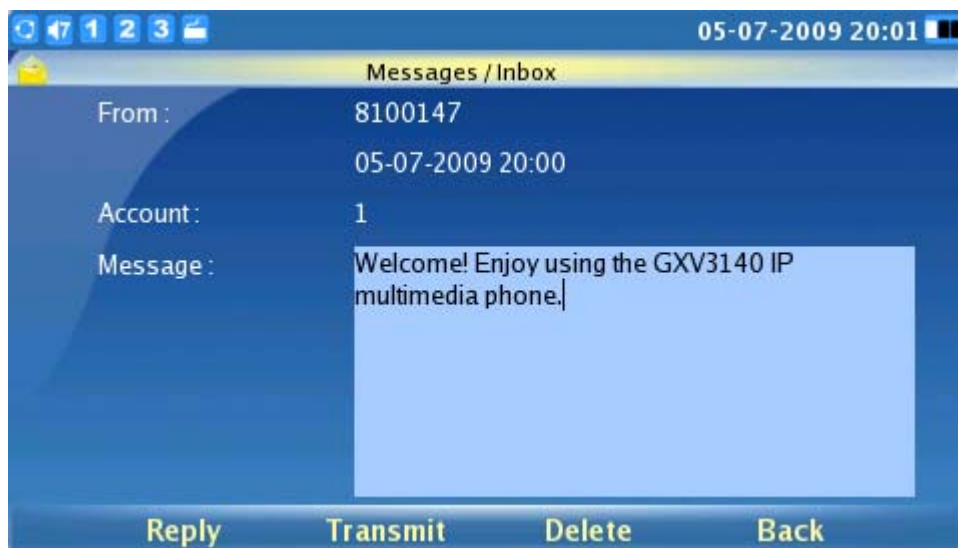 7 1 2 3 05-07-2009 20:01
Messages / Inbox
From : 8100147
05-07-2009 20:00
Account : 1
Message : Welcome! Enjoy using the GXV3140 IP
multimedia phone.
Reply Transmit Delete Back